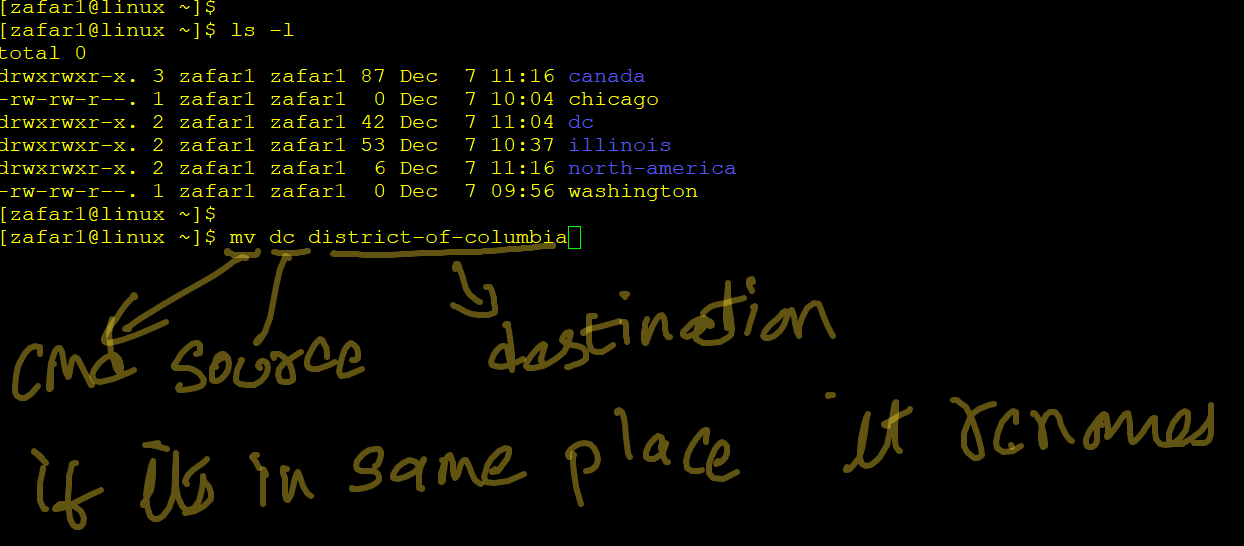 [zafar1@linux ~]$
[zafar1@linux ~]$ ls -l
total 0
drwxrwxr-x. 3 zafar1 zafar1 87 Dec  7 11:16 canada
-rw-rw-r--. 1 zafar1 zafar1  0 Dec  7 10:04 chicago
drwxrwxr-x. 2 zafar1 zafar1 42 Dec  7 11:04 dc
drwxrwxr-x. 2 zafar1 zafar1 53 Dec  7 10:37 illinois
drwxrwxr-x. 2 zafar1 zafar1  6 Dec  7 11:16 north-america
-rw-rw-r--. 1 zafar1 zafar1  0 Dec  7 09:56 washington
[zafar1@linux ~]$
[zafar1@linux ~]$ mv dc district-of-columbia
cmd source destination
if its in same place it renames